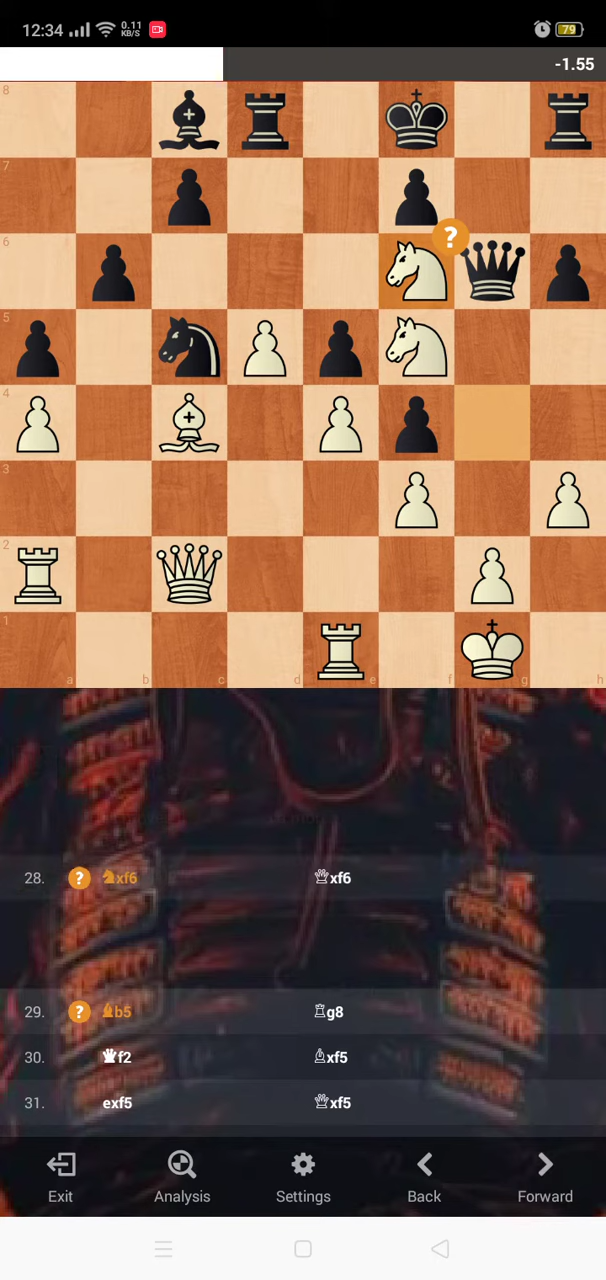 12:34 0.11 KB/S 79
-1.55
8
7
6 ?
5
4
3
2
1 a b c d e f g h
28. ? xf6 xf6
29. ? b5 g8
30. f2 xf5
31. exf5 xf5
Exit Analysis Settings Back Forward